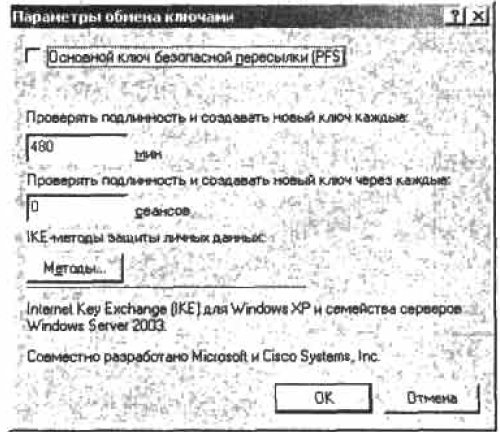 Параметры обмена ключами
Основной ключ безопасной пересылки (PFS)
Проверять подлинность и создавать новый ключ каждые:
480
мин
Проверять подлинность и создавать новый ключ через каждые:
0
сеансов
IKE-методы защиты личных данных:
Методы...
Internet Key Exchange (IKE) для Windows XP и семейства серверов
Windows Server 2003.
Совместно разработано Microsoft и Cisco Systems, Inc.
OK
Отмена